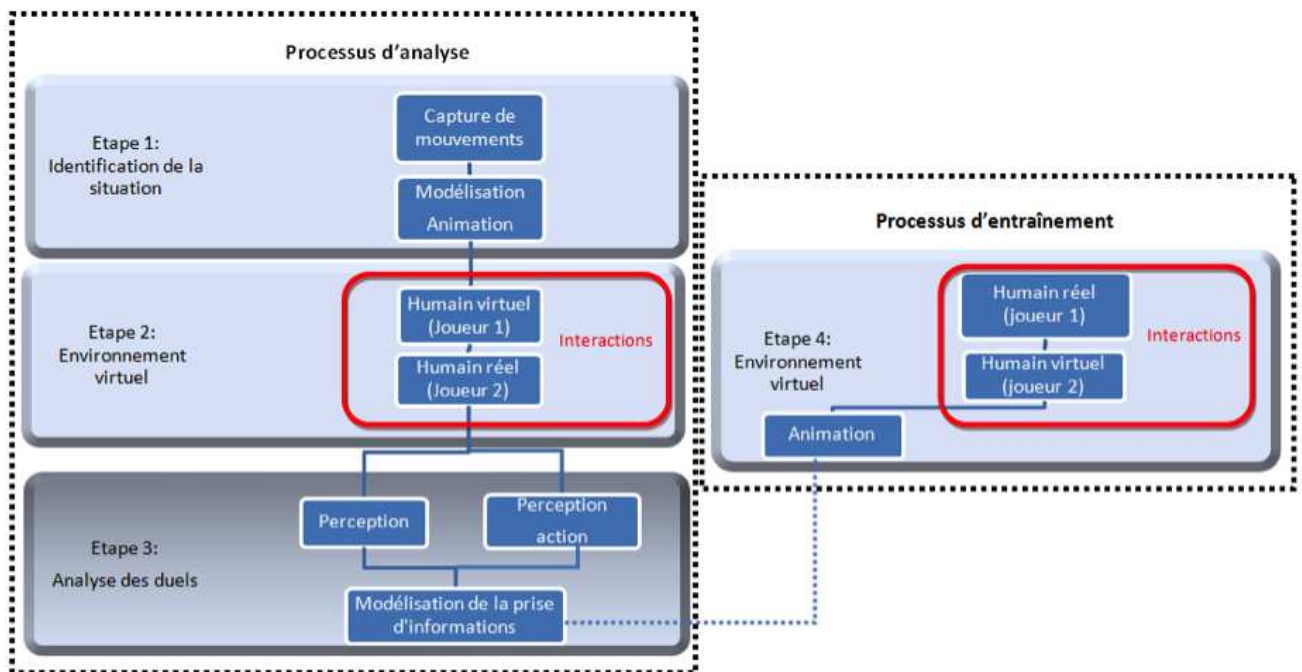 Processus d'analyse
Etape 1:
Identification de la
situation
Capture de
mouvements
Modélisation
Animation
Etape 2:
Environnement
virtuel
Humain virtuel
(Joueur 1)
Humain réel
(Joueur 2)
Interactions
Etape 3:
Analyse des duels
Perception
Perception
action
Modélisation de la prise
d'informations
Processus d'entraînement
Etape 4:
Environnement
virtuel
Humain réel
(joueur 1)
Humain virtuel
(joueur 2)
Interactions
Animation